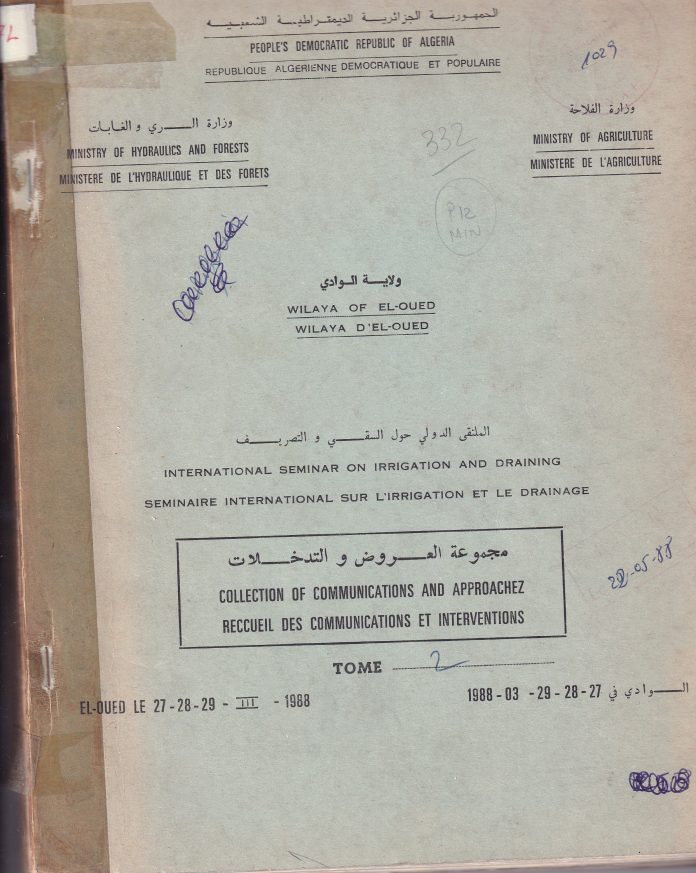 الجمهورية الجزائرية الديمقراطية الشعبية
PEOPLE'S DEMOCRATIC REPUBLIC OF ALGERIA
REPUBLIQUE ALGERIENNE DEMOCRATIQUE ET POPULAIRE
1029
وزارة الري و الغابات
MINISTRY OF HYDRAULICS AND FORESTS
MINISTERE DE L'HYDRAULIQUE ET DES FORETS
وزارة الفلاحة
MINISTRY OF AGRICULTURE
MINISTERE DE L'AGRICULTURE
332
P12
MIN
ولاية الوادي
WILAYA OF EL-OUED
WILAYA D'EL-OUED
الملتقى الدولي حول السقي و التصريف
INTERNATIONAL SEMINAR ON IRRIGATION AND DRAINING
SEMINAIRE INTERNATIONAL SUR L'IRRIGATION ET LE DRAINAGE
مجموعة العروض و التدخلات
COLLECTION OF COMMUNICATIONS AND APPROACHEZ
RECCUEIL DES COMMUNICATIONS ET INTERVENTIONS
22-05-88
TOME 2
EL-OUED LE 27-28-29 - III - 1988
الوادي في 27-28-29- 03 - 1988